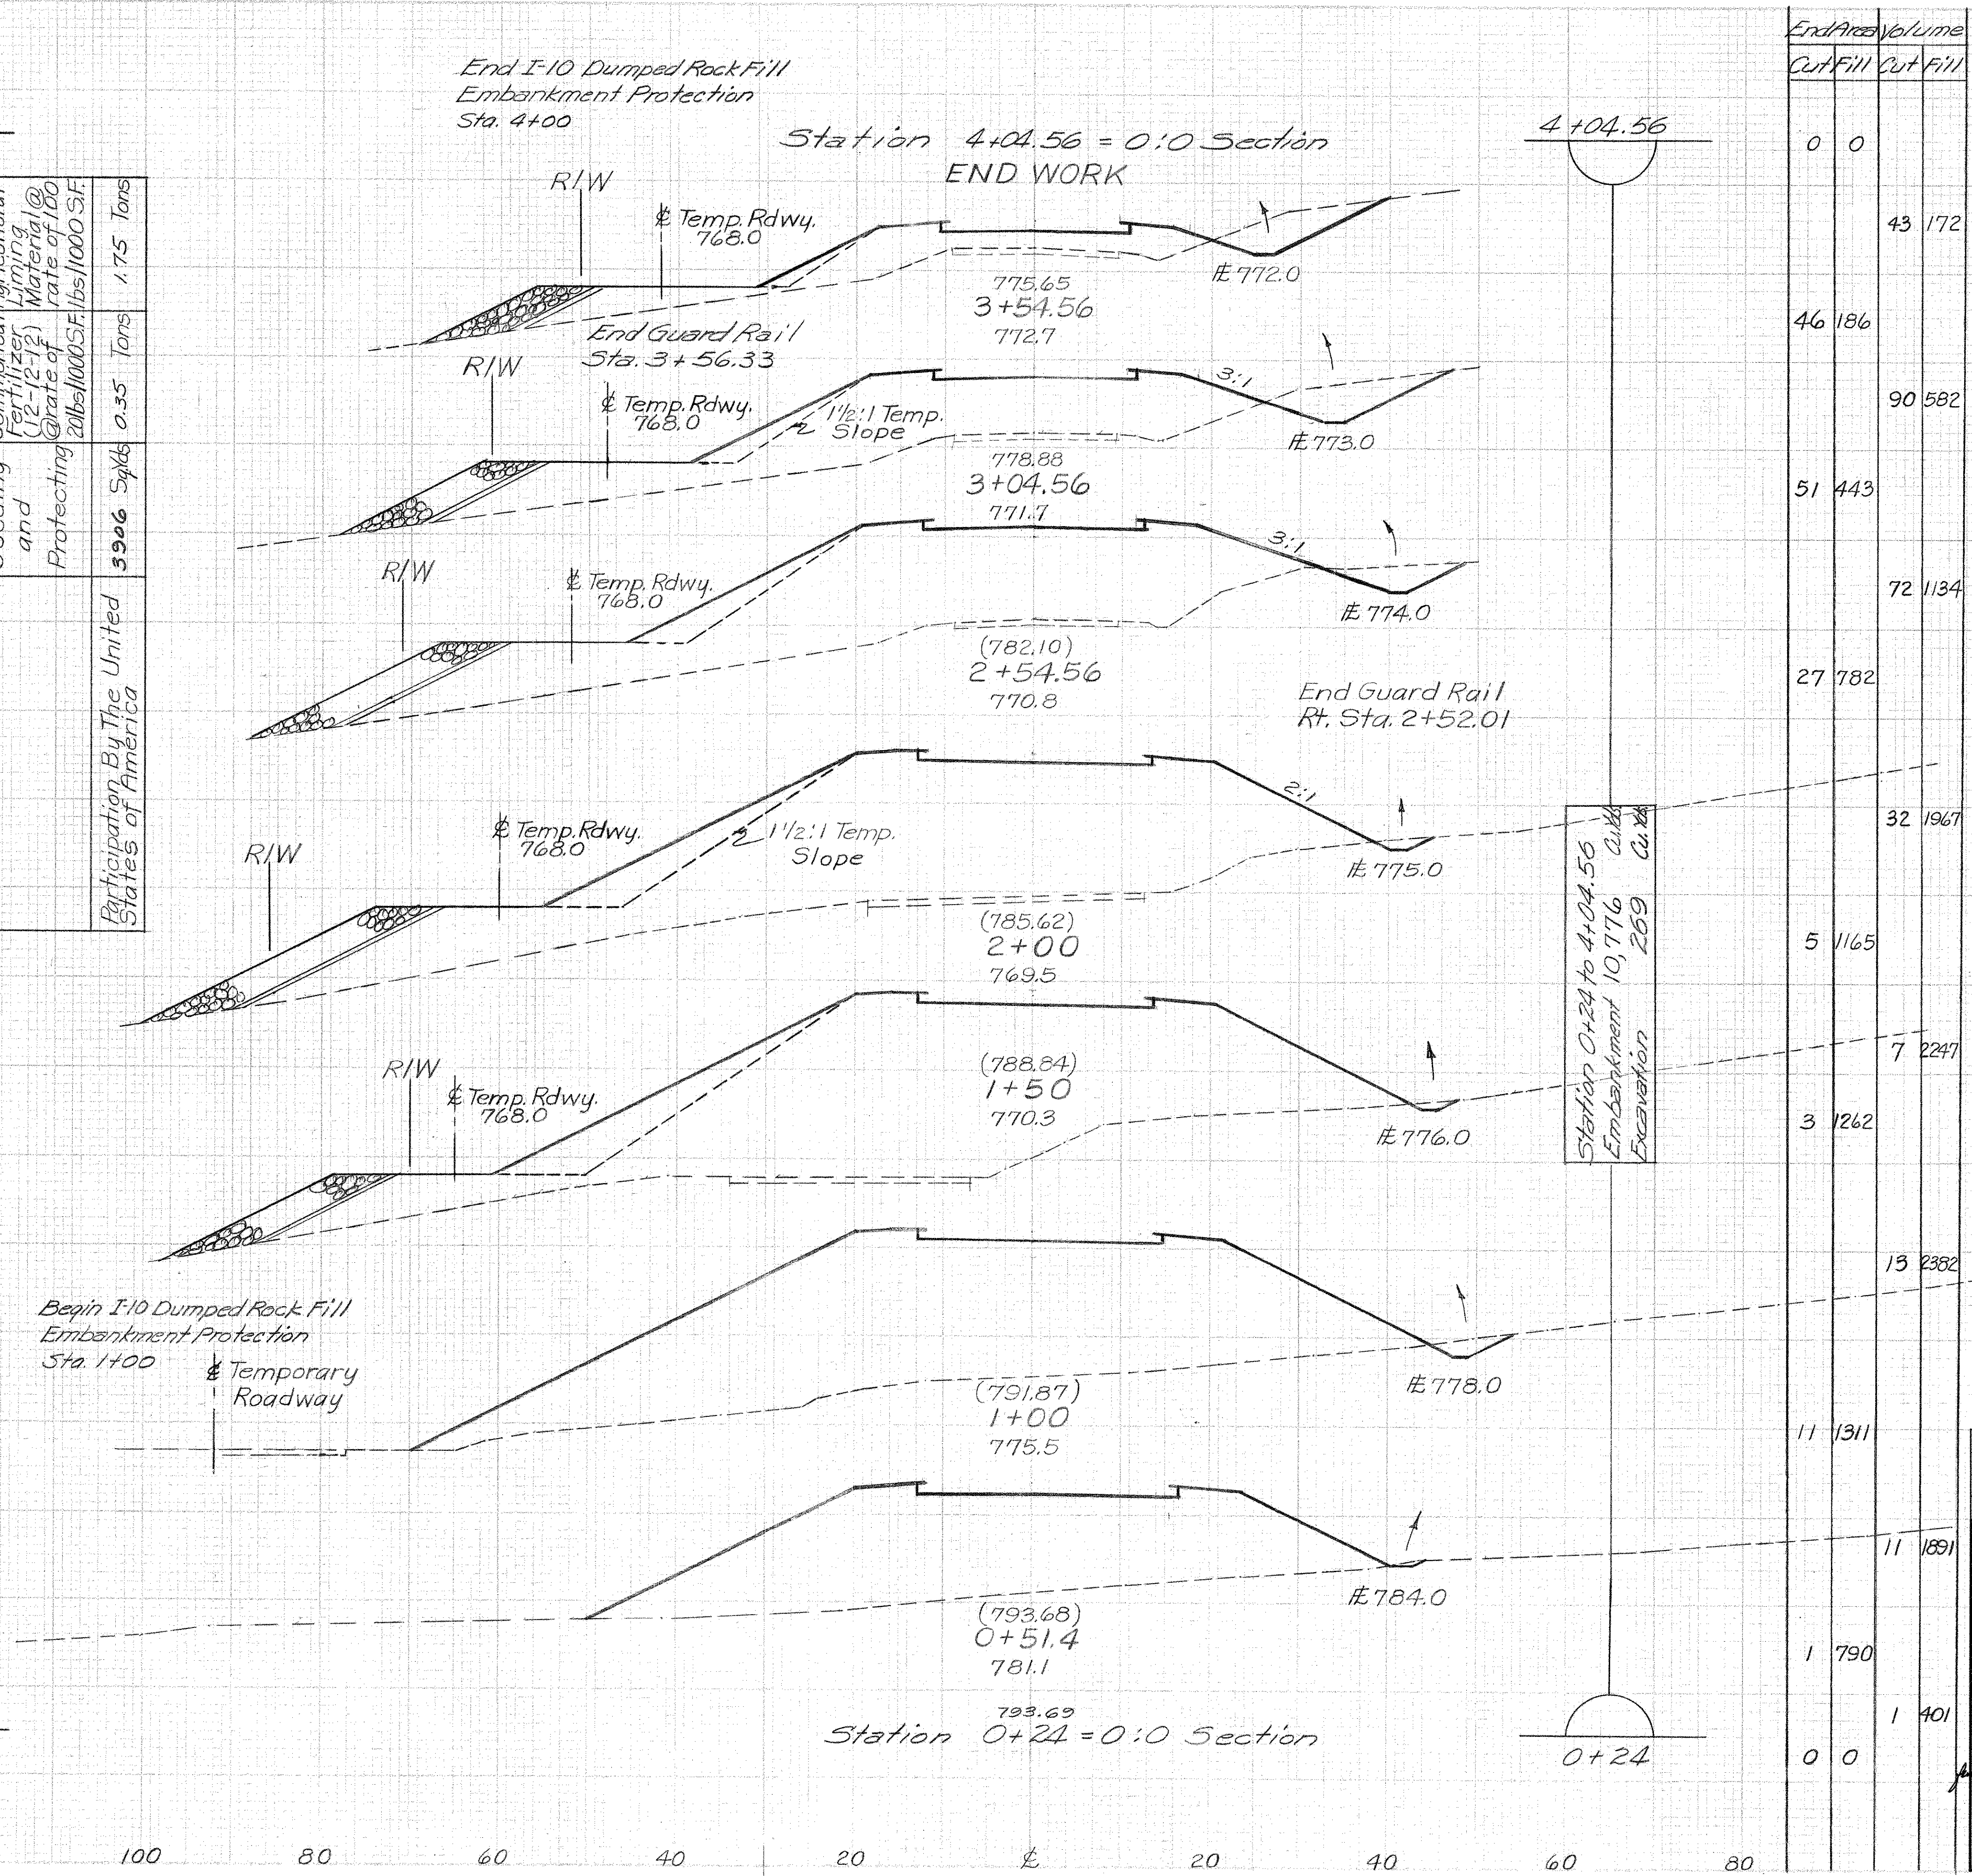 End Area Volume
Cut Fill Cut Fill
End I-10 Dumped Rock Fill
Embankment Protection
Sta. 4+00
Station 4+04.56 = 0:0 Section
END WORK
4+04.56
0 0
43 172
R/W
℄ Temp. Rdwy.
768.0
775.65
3+54.56
772.7
℄ 772.0
46 186
End Guard Rail
Sta. 3+56.33
R/W
℄ Temp. Rdwy.
768.0
1½:1 Temp.
Slope
3:1
℄ 773.0
90 582
778.88
3+04.56
771.7
51 443
R/W
℄ Temp. Rdwy.
768.0
3:1
℄ 774.0
72 1134
(782.10)
2+54.56
770.8
27 782
End Guard Rail
Rt. Sta. 2+52.01
R/W
℄ Temp. Rdwy.
768.0
1½:1 Temp.
Slope
2:1
℄ 775.0
32 1967
(785.62)
2+00
769.5
5 1165
Station 0+24 to 4+04.56
Embankment 10,776 Cu.Yds.
Excavation 269 Cu.Yds.
R/W
℄ Temp. Rdwy.
768.0
(788.84)
1+50
770.3
℄ 776.0
7 2247
3 1262
13 2382
Begin I-10 Dumped Rock Fill
Embankment Protection
Sta. 1+00
℄ Temporary
Roadway
(791.87)
1+00
775.5
℄ 778.0
11 1311
11 1891
℄ 784.0
(793.68)
0+51.4
781.1
1 790
793.69
Station 0+24 = 0:0 Section
0+24
1 401
0 0
100 80 60 40 20 ℄ 20 40 60 80
Fertilizer
(12-12-12)
@ rate of
20lbs/1000 S.F.
Liming
Material @
rate of 100
lbs/1000 S.F.
and
Protecting
3906 Sq.Yds
0.35 Tons
1.75 Tons
Participation By The United
States of America